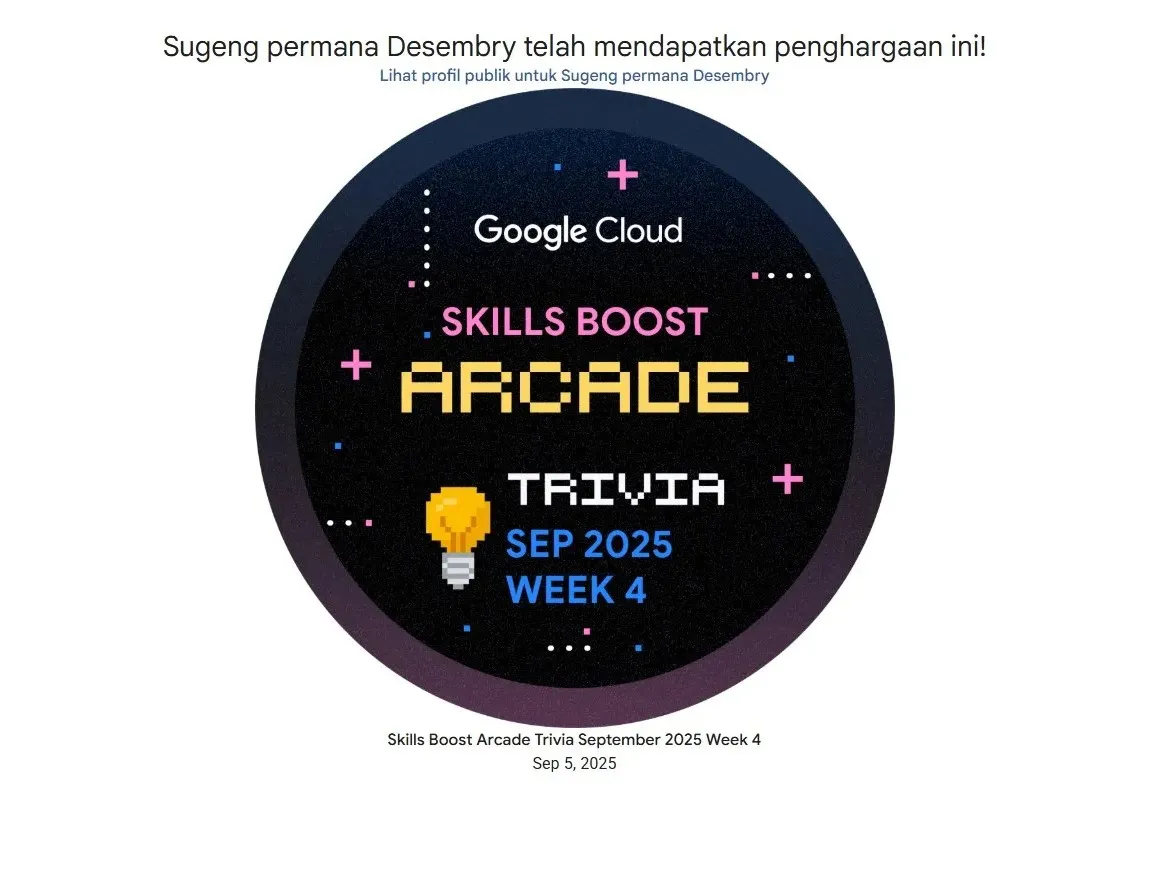 Sugeng permana Desembry telah mendapatkan penghargaan ini!
Lihat profil publik untuk Sugeng permana Desembry
Google Cloud
SKILLS BOOST
ARCADE
TRIVIA
SEP 2025
WEEK 4
Skills Boost Arcade Trivia September 2025 Week 4
Sep 5, 2025